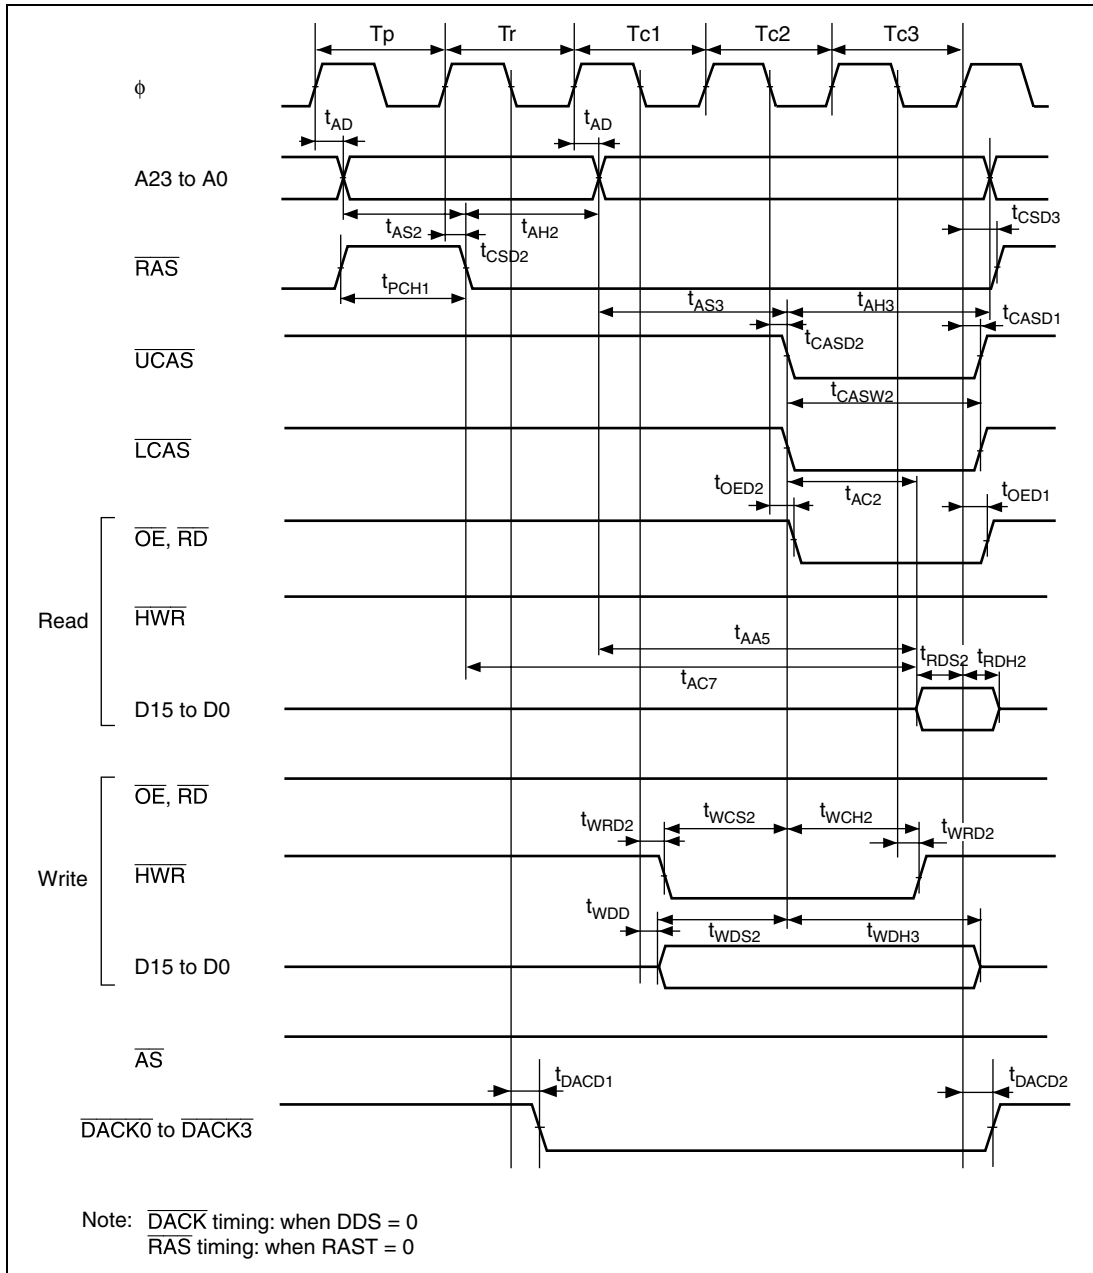 Tp Tr Tc1 Tc2 Tc3
ϕ
tAD tAD
A23 to A0
tAS2 tAH2 tCSD3
tCSD2
RAS
tPCH1
tAS3 tAH3
tCASD1
tCASD2
UCAS
tCASW2
LCAS
tOED2 tAC2 tOED1
OE, RD
Read
HWR
tAA5
tRDS2 tRDH2
tAC7
D15 to D0
OE, RD
tWRD2 tWCS2 tWCH2 tWRD2
Write
HWR
tWDD
tWDS2 tWDH3
D15 to D0
AS
tDACD1 tDACD2
DACK0 to DACK3
Note: DACK timing: when DDS = 0
RAS timing: when RAST = 0